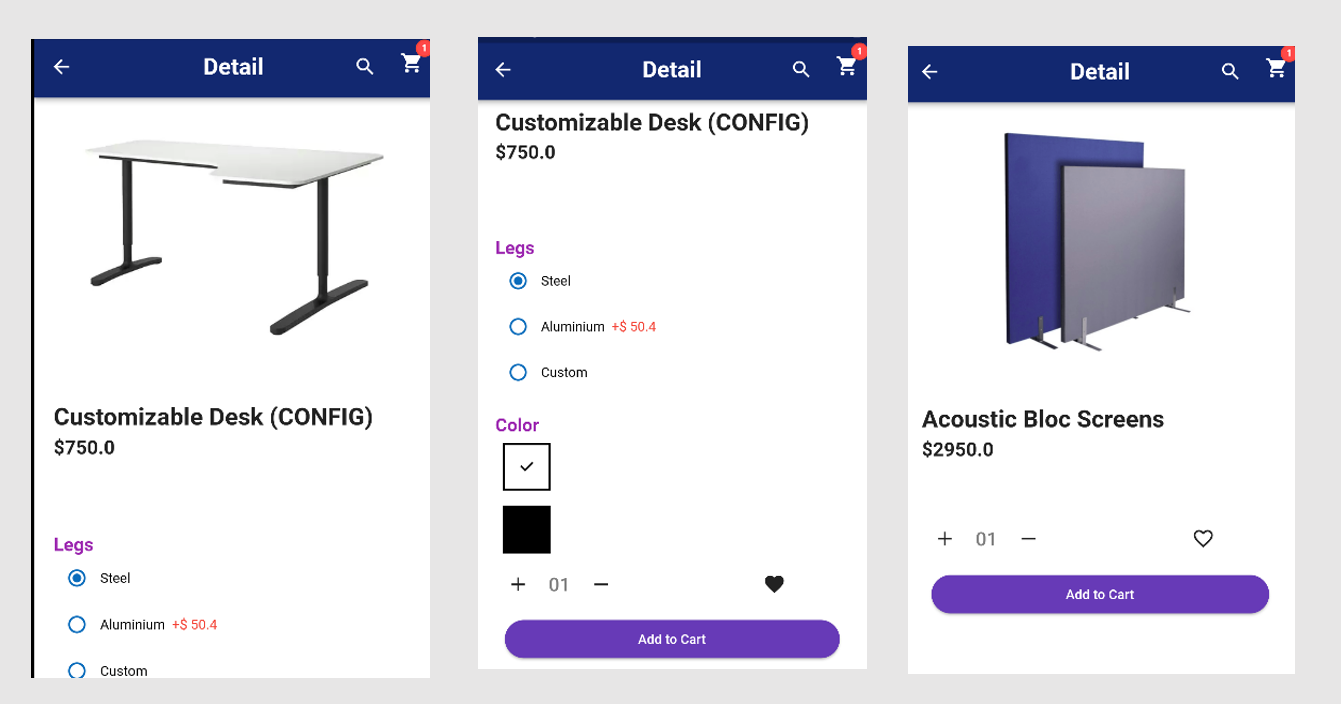 Detail
1
Customizable Desk (CONFIG)
$750.0
Legs
Steel
Aluminium +$ 50.4
Custom
Detail
1
Customizable Desk (CONFIG)
$750.0
Legs
Steel
Aluminium +$ 50.4
Custom
Color
+ 01 −
Add to Cart
Detail
1
Acoustic Bloc Screens
$2950.0
+ 01 −
Add to Cart